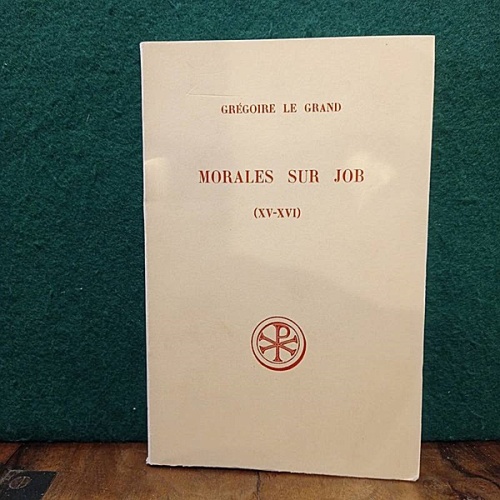 GRÉGOIRE LE GRAND
MORALES SUR JOB
(XV-XVI)